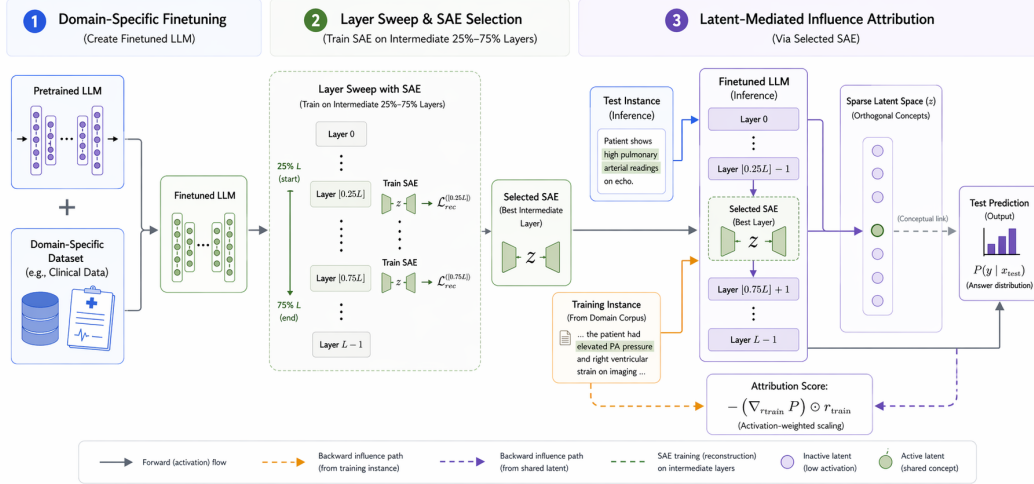 1 Domain-Specific Finetuning
(Create Finetuned LLM)
2 Layer Sweep & SAE Selection
(Train SAE on Intermediate 25%–75% Layers)
3 Latent-Mediated Influence Attribution
(Via Selected SAE)
Pretrained LLM
+
Domain-Specific
Dataset
(e.g., Clinical Data)
Finetuned LLM
Layer Sweep with SAE
(Train on Intermediate 25%–75% Layers)
Layer 0
25% L
(start)
Layer ⌊0.25L⌋
Train SAE
z
L_rec^(⌊0.25L⌋)
Layer ⌊0.75L⌋
Train SAE
z
L_rec^(⌊0.75L⌋)
75% L
(end)
Layer L − 1
Selected SAE
(Best Intermediate
Layer)
z
Test Instance
(Inference)
Patient shows
high pulmonary
arterial readings
on echo.
Training Instance
(From Domain Corpus)
... the patient had
elevated PA pressure
and right ventricular
strain on imaging ...
Finetuned LLM
(Inference)
Layer 0
Layer ⌊0.25L⌋ − 1
Selected SAE
(Best Layer)
z
Layer ⌊0.75L⌋ + 1
Layer L − 1
Sparse Latent Space (z)
(Orthogonal Concepts)
(Conceptual link)
Test Prediction
(Output)
P(y | x_test)
(Answer distribution)
Attribution Score:
− (∇_{r_train} P) ⊙ r_train
(Activation-weighted scaling)
Forward (activation) flow
Backward influence path
(from training instance)
Backward influence path
(from shared latent)
SAE training (reconstruction)
on intermediate layers
Inactive latent
(low activation)
i
Active latent
(shared concept)